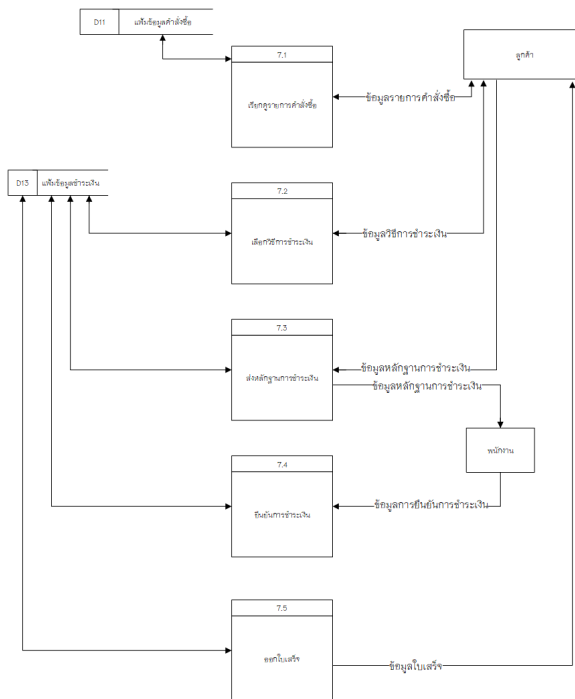 D11 แฟ้มข้อมูลคำสั่งซื้อ
7.1
ลูกค้า
เรียกดูรายการคำสั่งซื้อ
ข้อมูลรายการคำสั่งซื้อ
D13 แฟ้มข้อมูลชำระเงิน
7.2
เลือกวิธีการชำระเงิน
ข้อมูลวิธีการชำระเงิน
7.3
ส่งหลักฐานการชำระเงิน
ข้อมูลหลักฐานการชำระเงิน
ข้อมูลหลักฐานการชำระเงิน
พนักงาน
7.4
ยืนยันการชำระเงิน
ข้อมูลการยืนยันการชำระเงิน
7.5
ออกใบเสร็จ
ข้อมูลใบเสร็จ